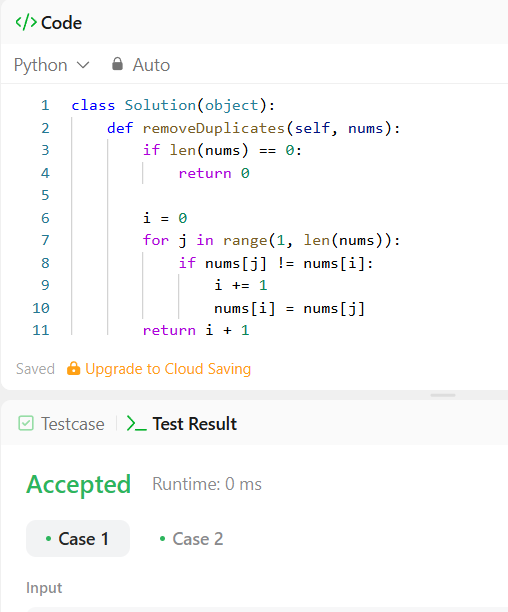 </> Code
Python Auto
1 class Solution(object):
2     def removeDuplicates(self, nums):
3         if len(nums) == 0:
4             return 0
5
6         i = 0
7         for j in range(1, len(nums)):
8             if nums[j] != nums[i]:
9                 i += 1
10                 nums[i] = nums[j]
11         return i + 1
Saved Upgrade to Cloud Saving
Testcase >_ Test Result
Accepted Runtime: 0 ms
• Case 1 • Case 2
Input